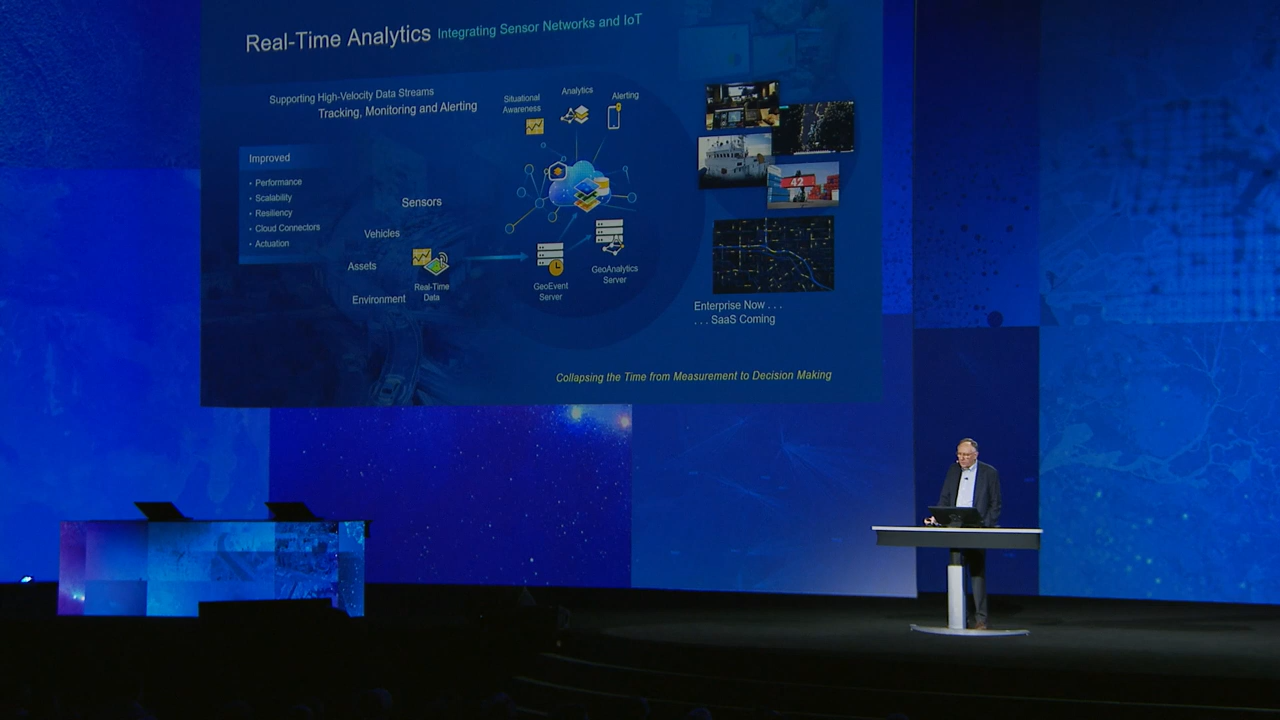 Real-Time Analytics Integrating Sensor Networks and IoT
Supporting High-Velocity Data Streams
Tracking, Monitoring and Alerting
Improved
• Performance
• Scalability
• Resiliency
• Cloud Connectors
• Actuation
Sensors
Vehicles
Assets
Environment
Real-Time
Data
Situational
Awareness
Analytics
Alerting
GeoEvent
Server
GeoAnalytics
Server
42
Enterprise Now . . .
. . . SaaS Coming
Collapsing the Time from Measurement to Decision Making